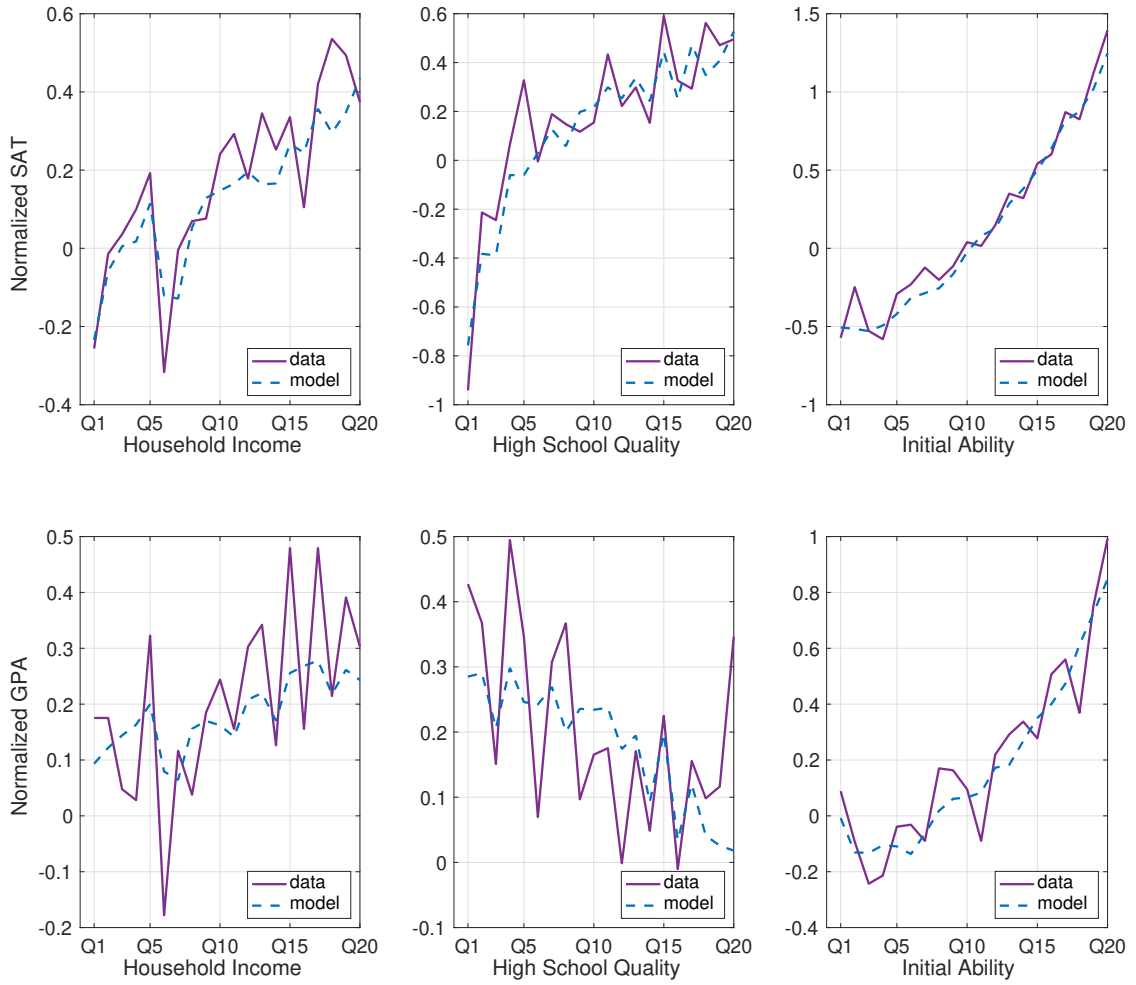 Normalized SAT
0.6
0.4
0.2
0
-0.2
-0.4
Q1 Q5 Q10 Q15 Q20
Household Income
data
model
0.6
0.4
0.2
0
-0.2
-0.4
-0.6
-0.8
-1
Q1 Q5 Q10 Q15 Q20
High School Quality
data
model
1.5
1
0.5
0
-0.5
-1
Q1 Q5 Q10 Q15 Q20
Initial Ability
data
model
Normalized GPA
0.5
0.4
0.3
0.2
0.1
0
-0.1
-0.2
Q1 Q5 Q10 Q15 Q20
Household Income
data
model
0.5
0.4
0.3
0.2
0.1
0
-0.1
Q1 Q5 Q10 Q15 Q20
High School Quality
data
model
1
0.8
0.6
0.4
0.2
0
-0.2
-0.4
Q1 Q5 Q10 Q15 Q20
Initial Ability
data
model